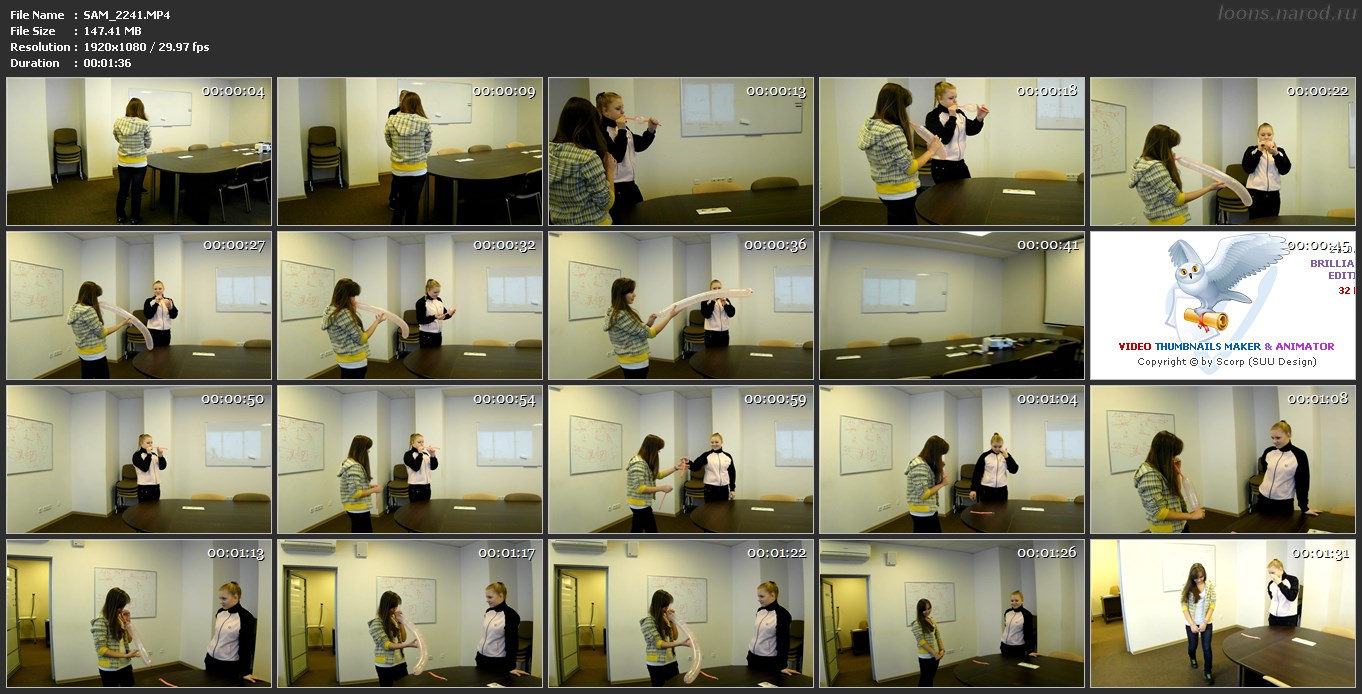 File Name : SAM_2241.MP4
loons.narod.ru
File Size : 147.41 MB
Resolution : 1920x1080 / 29.97 fps
Duration : 00:01:36
00:00:04
00:00:09
00:00:13
00:00:18
00:00:22
00:00:27
00:00:32
00:00:36
00:00:41
00:00:45
BRILLIA
EDITI
32
VIDEO THUMBNAILS MAKER & ANIMATOR
Copyright © by Scorp (SUU Design)
00:00:50
00:00:54
00:00:59
00:01:04
00:01:08
00:01:13
00:01:17
00:01:22
00:01:26
00:01:31